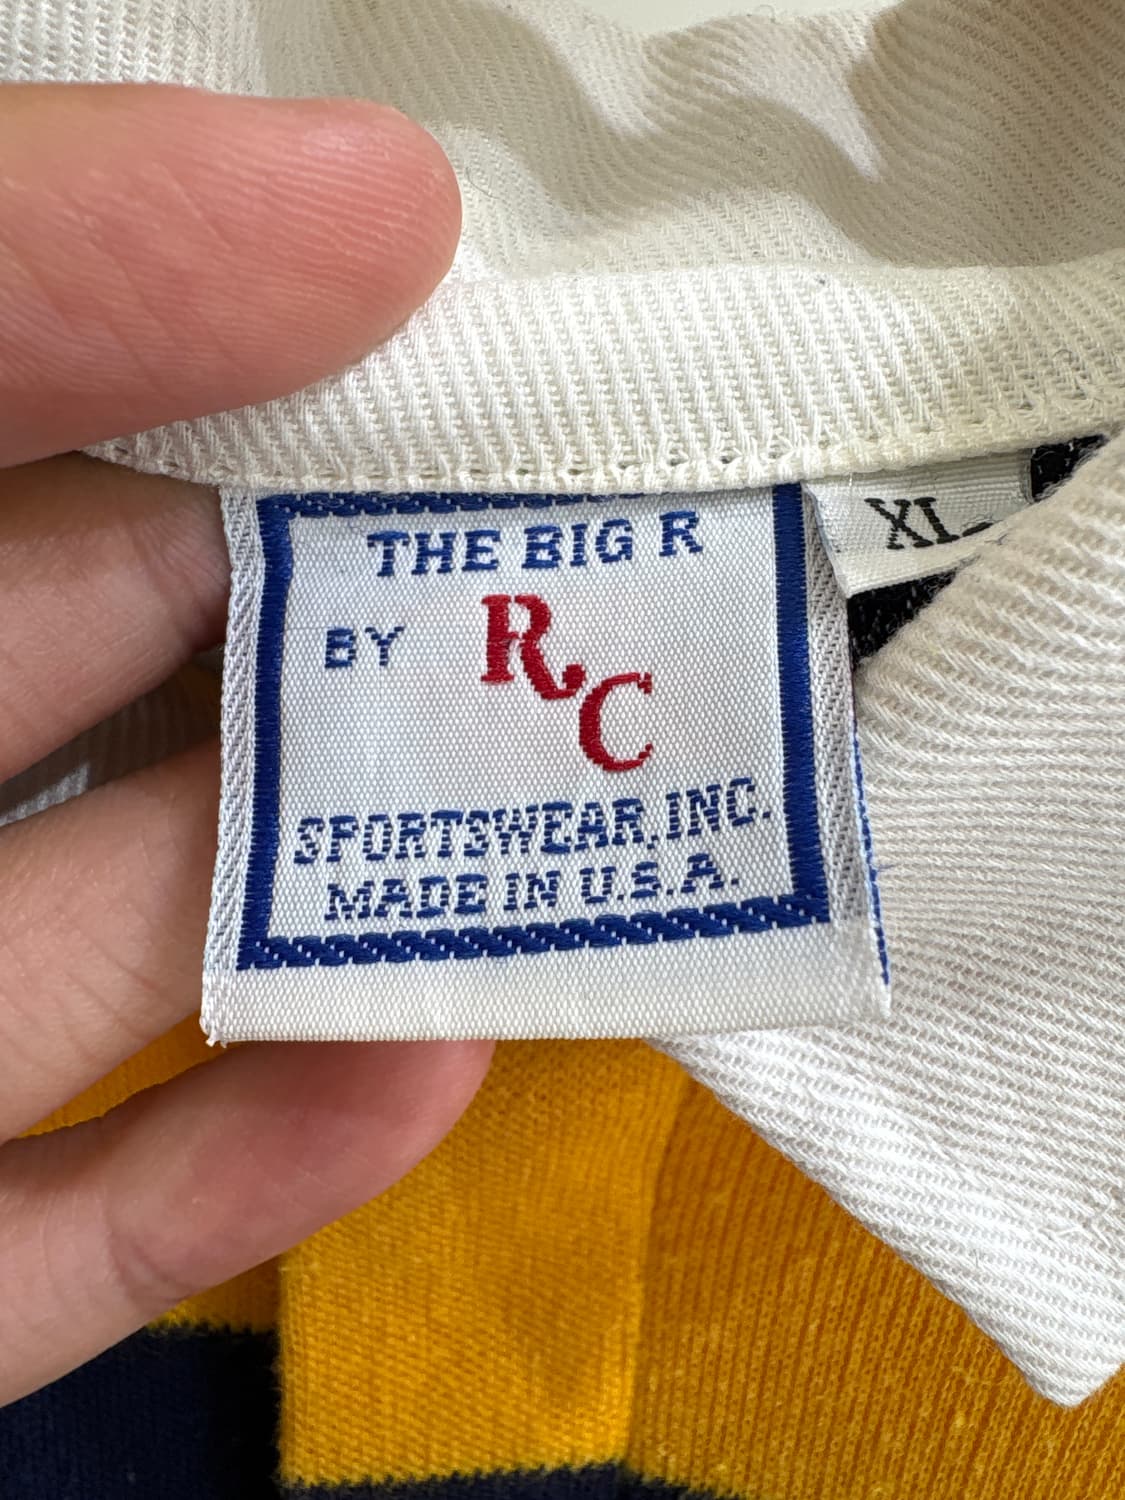 THE BIG R
BY RC
SPORTSWEAR, INC.
MADE IN U.S.A.
XL